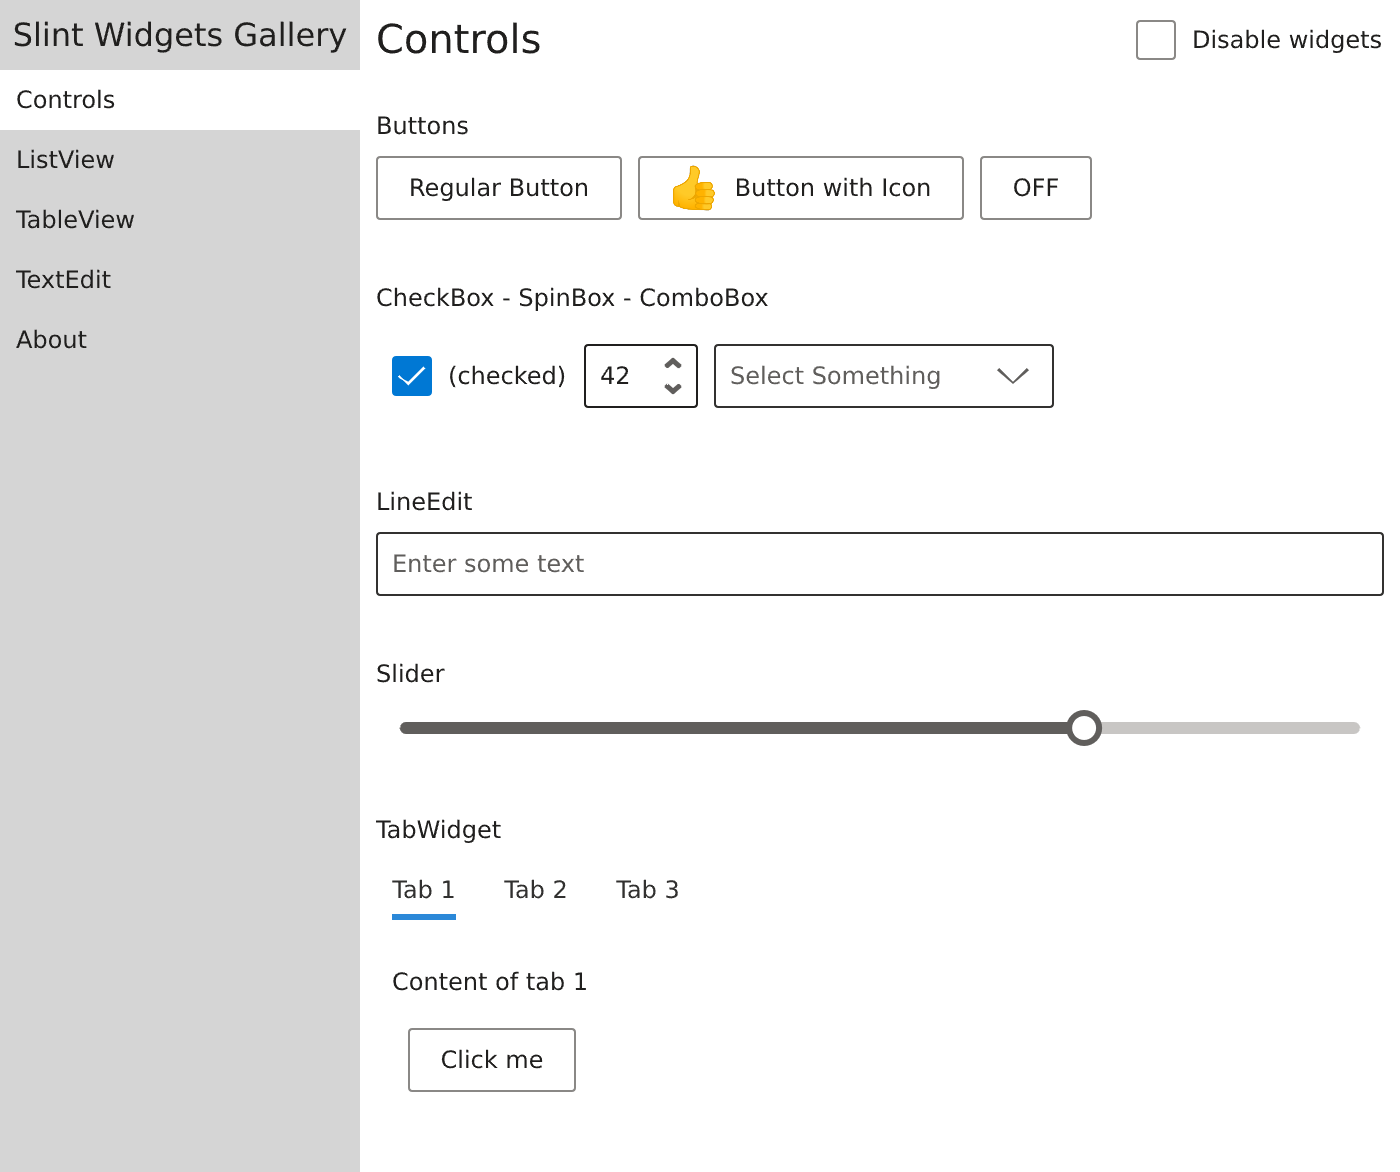 Slint Widgets Gallery
Controls
ListView
TableView
TextEdit
About
Controls
Disable widgets
Buttons
Regular Button
Button with Icon
OFF
CheckBox - SpinBox - ComboBox
(checked)
42
Select Something
LineEdit
Enter some text
Slider
TabWidget
Tab 1 Tab 2 Tab 3
Content of tab 1
Click me